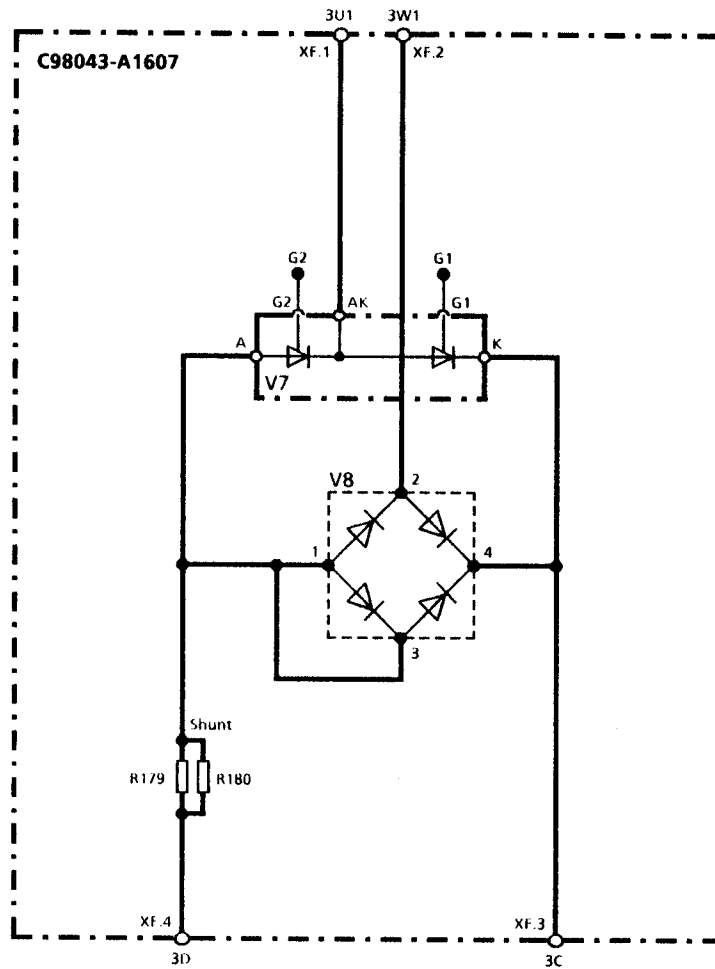 3U1 3W1
XF.1 XF.2
C98043-A1607
G2 G1
G2 AK G1
A K
V7
V8 2
1 4
3
Shunt
R179 R180
XF.4 XF.3
3D 3C